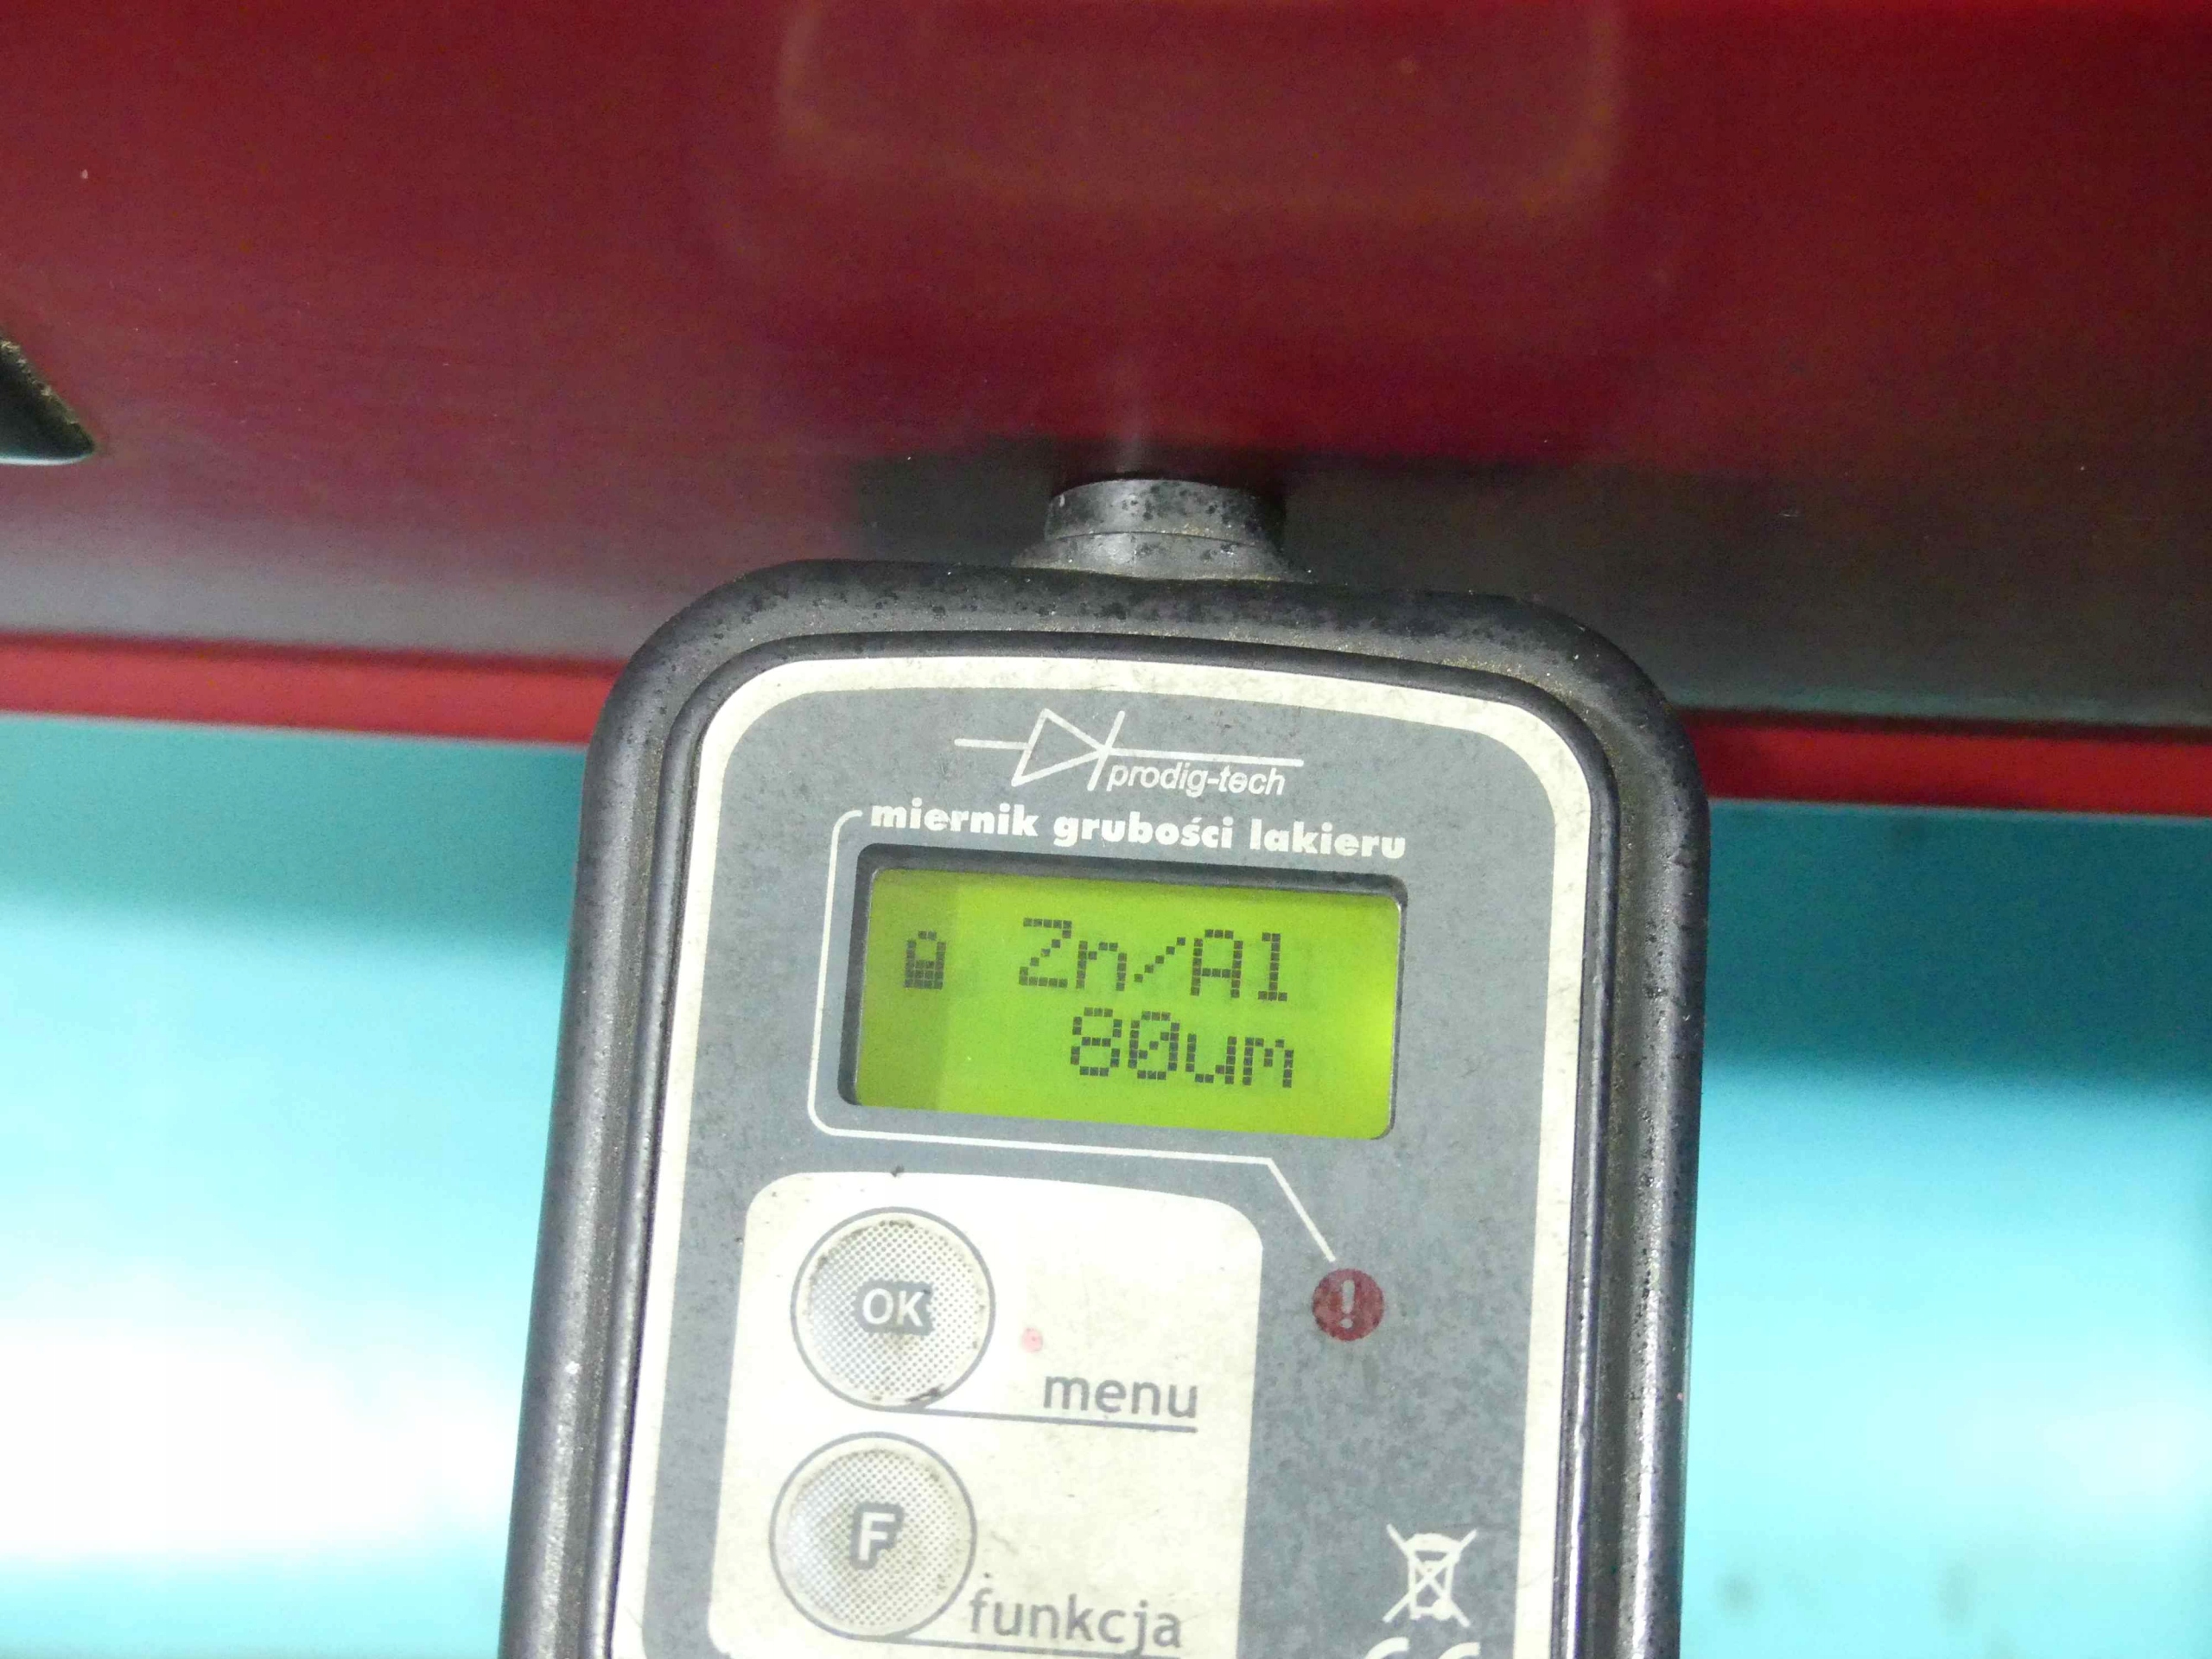 prodig-tech
miernik grubości lakieru
Zn/Al
80um
OK
menu
F
funkcja